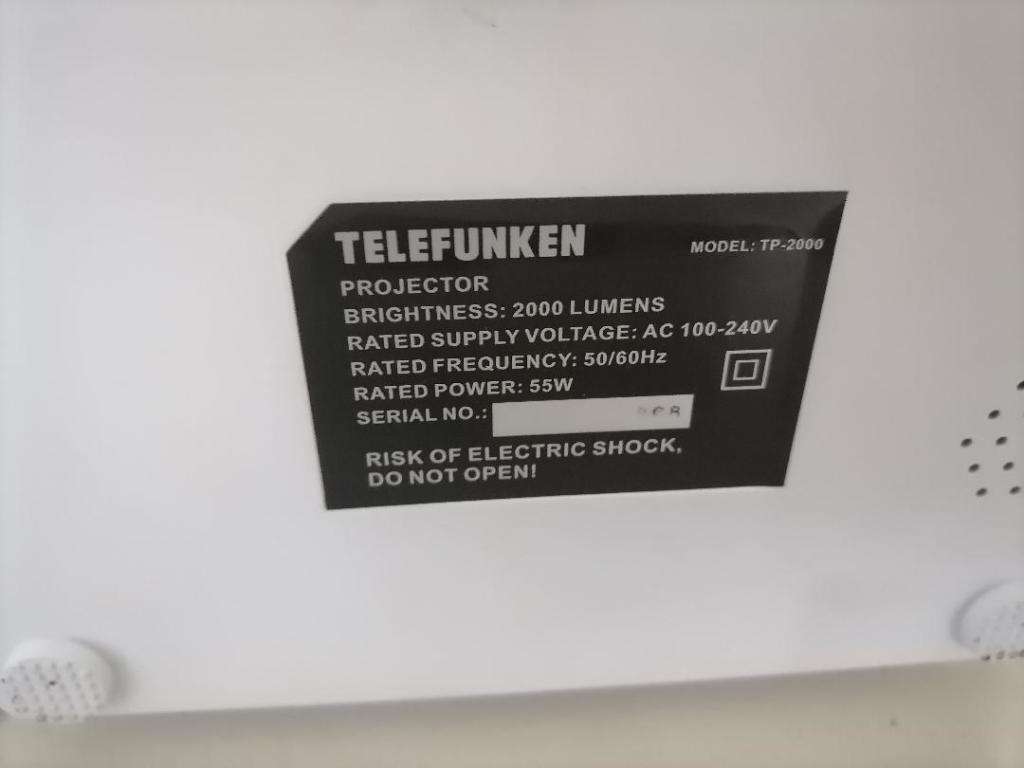 TELEFUNKEN
MODEL: TP-2000
PROJECTOR
BRIGHTNESS: 2000 LUMENS
RATED SUPPLY VOLTAGE: AC 100-240V
RATED FREQUENCY: 50/60Hz
RATED POWER: 55W
SERIAL NO.:
RISK OF ELECTRIC SHOCK,
DO NOT OPEN!